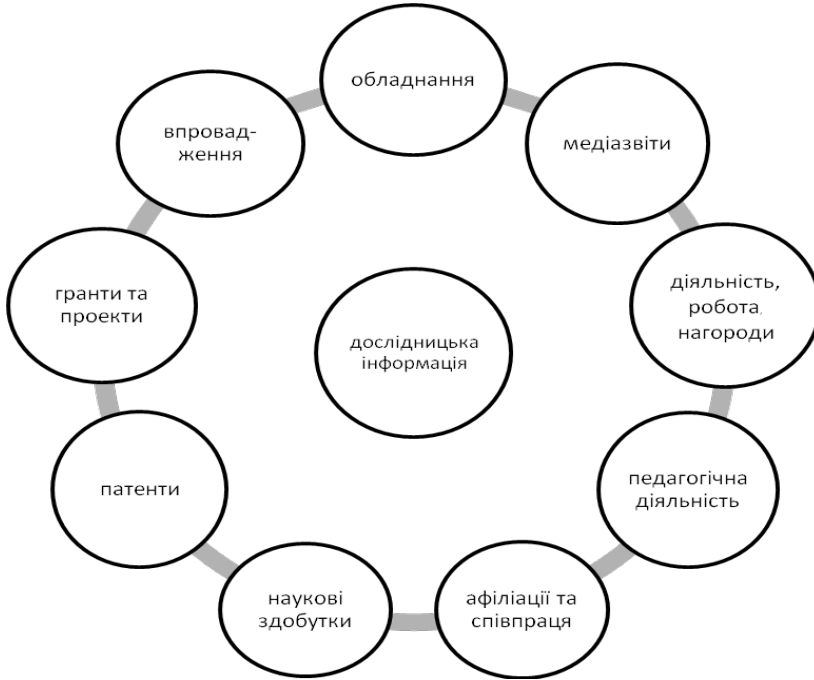 обладнання
медіазвіти
діяльність,
робота,
нагороди
педагогічна
діяльність
афіліації та
співпраця
наукові
здобутки
патенти
гранти та
проекти
впровад-
ження
дослідницька
інформація